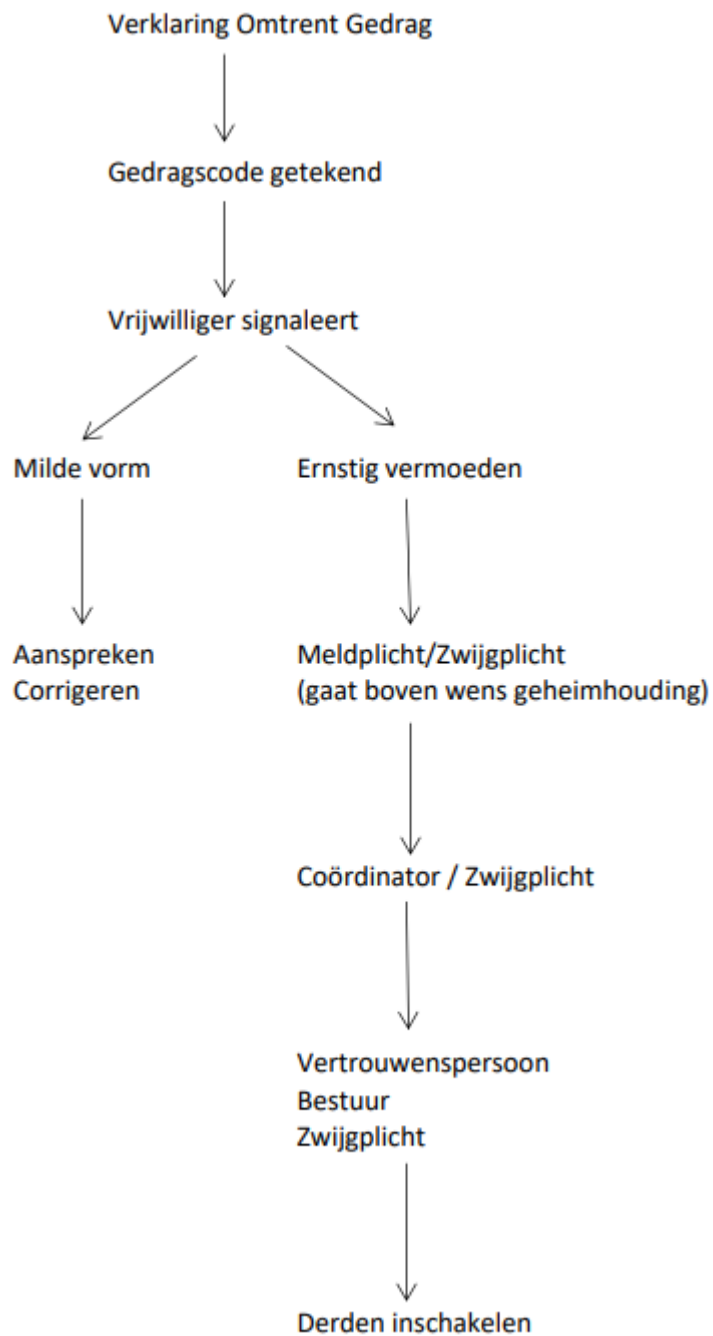 Verklaring Omtrent Gedrag
Gedragscode getekend
Vrijwilliger signaleert
Milde vorm
Ernstig vermoeden
Aanspreken
Corrigeren
Meldplicht/Zwijgplicht
(gaat boven wens geheimhouding)
Coördinator / Zwijgplicht
Vertrouwenspersoon
Bestuur
Zwijgplicht
Derden inschakelen